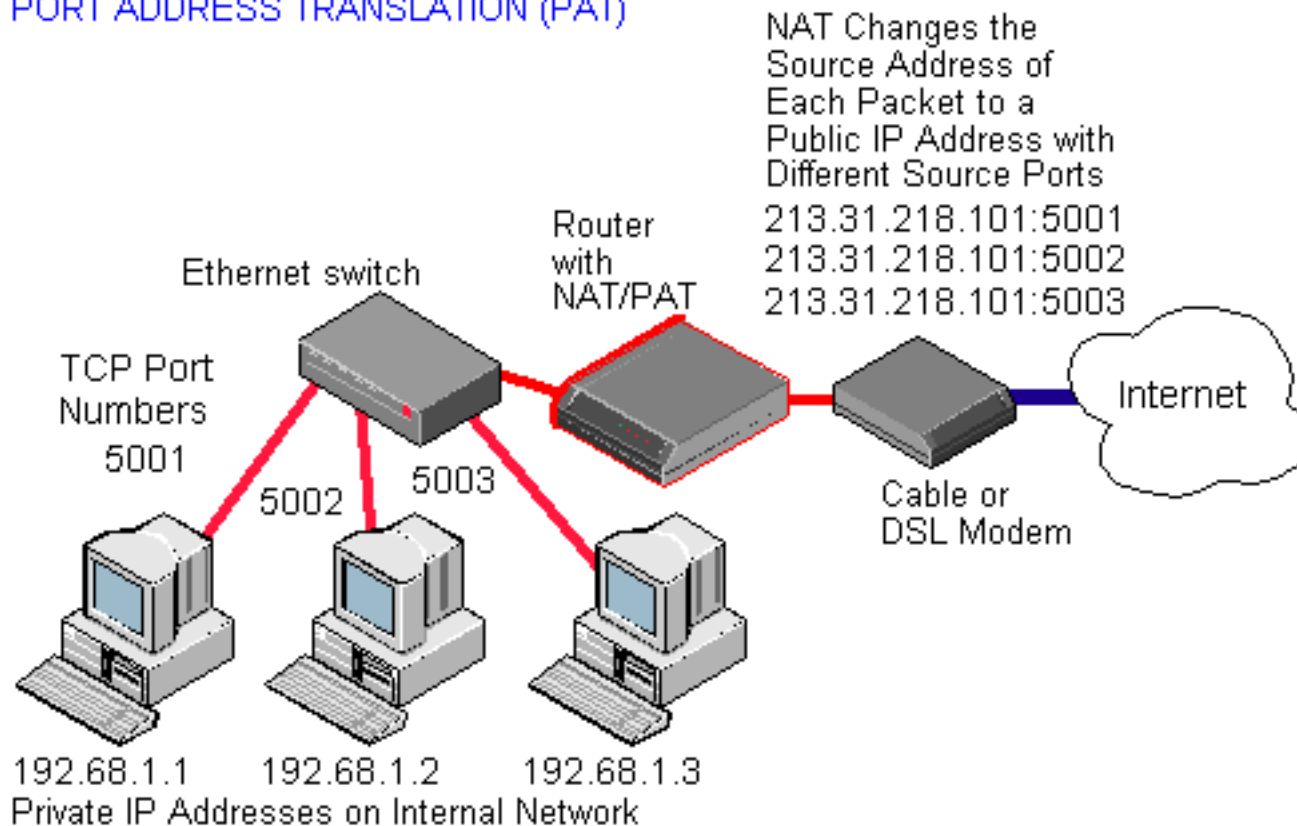 PORT ADDRESS TRANSLATION (PAT)
NAT Changes the
Source Address of
Each Packet to a
Public IP Address with
Different Source Ports
213.31.218.101:5001
213.31.218.101:5002
213.31.218.101:5003
Router
with
NAT/PAT
Ethernet switch
TCP Port
Numbers
5001
5002
5003
Internet
Cable or
DSL Modem
192.68.1.1
192.68.1.2
192.68.1.3
Private IP Addresses on Internal Network